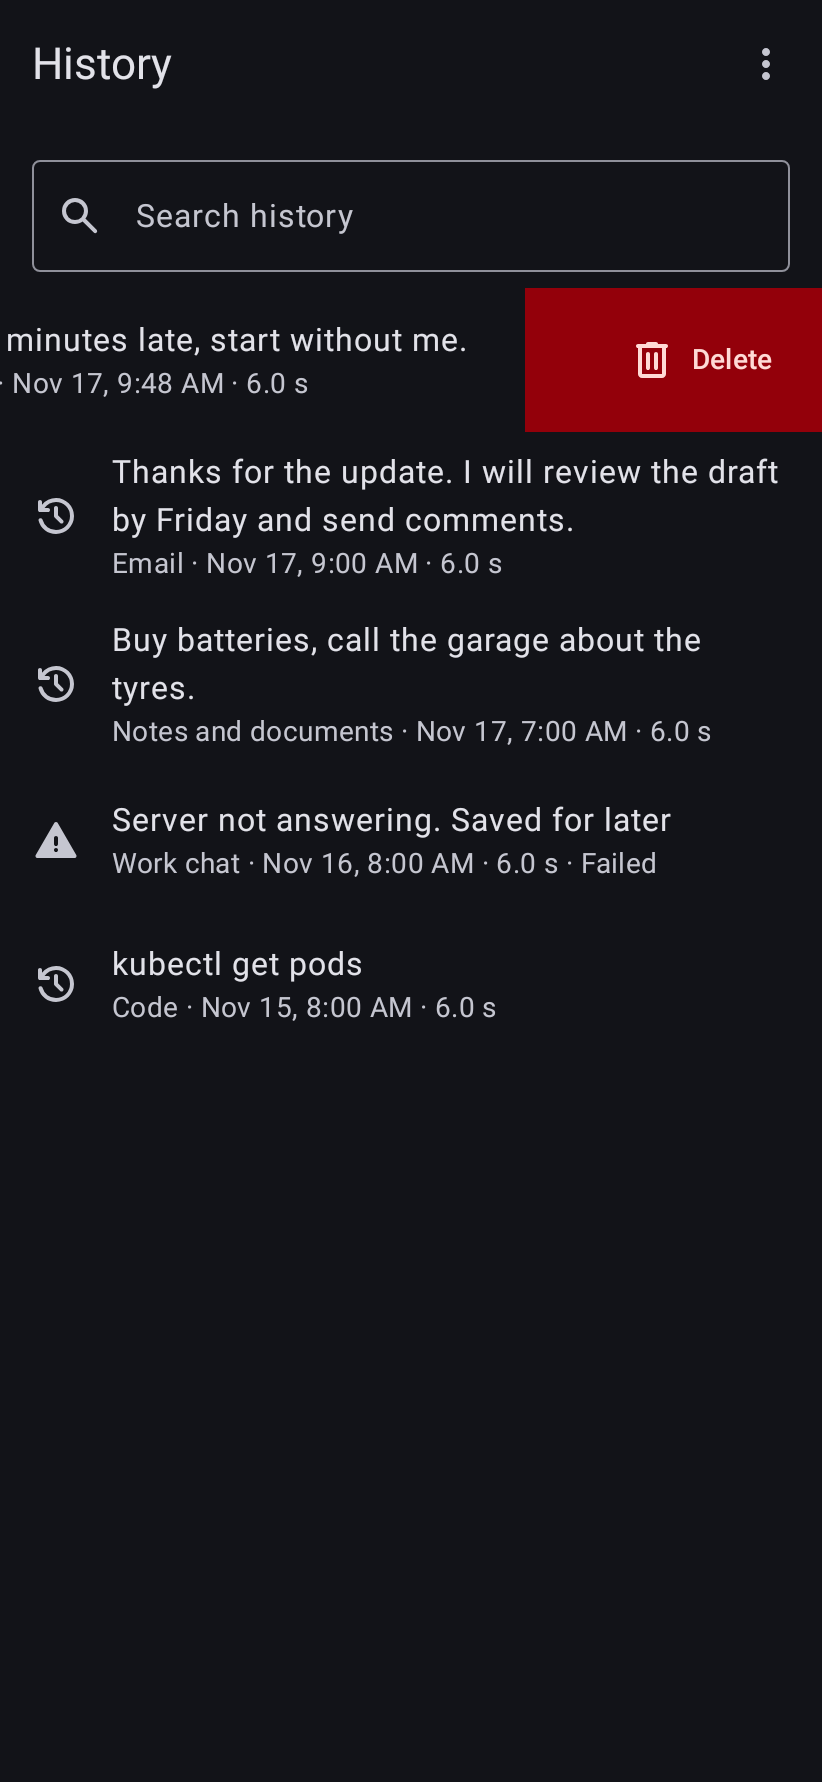 History
Search history
minutes late, start without me.
· Nov 17, 9:48 AM · 6.0 s
Delete
Thanks for the update. I will review the draft
by Friday and send comments.
Email · Nov 17, 9:00 AM · 6.0 s
Buy batteries, call the garage about the
tyres.
Notes and documents · Nov 17, 7:00 AM · 6.0 s
Server not answering. Saved for later
Work chat · Nov 16, 8:00 AM · 6.0 s · Failed
kubectl get pods
Code · Nov 15, 8:00 AM · 6.0 s